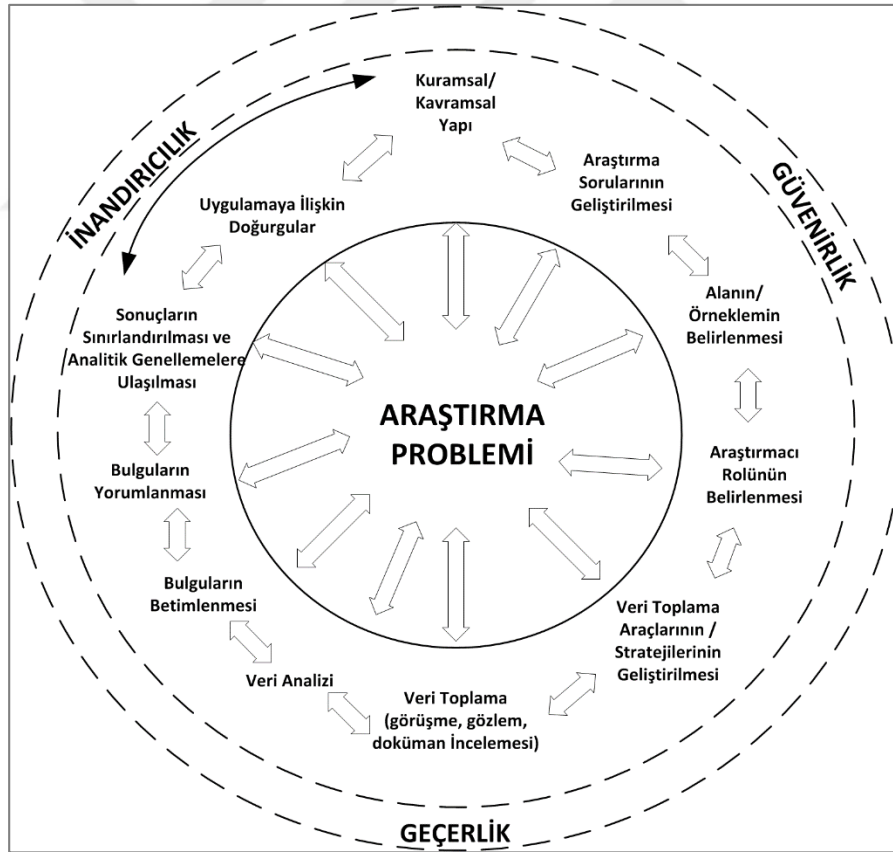 Kuramsal/
Kavramsal
Yapı
Araştırma
Sorularının
Geliştirilmesi
Alanın/
Örneklemin
Belirlenmesi
Araştırmacı
Rolünün
Belirlenmesi
Veri Toplama
Araçlarının /
Stratejilerinin
Geliştirilmesi
Veri Toplama
(görüşme, gözlem,
doküman İncelemesi)
Veri Analizi
Bulguların
Betimlenmesi
Bulguların
Yorumlanması
Sonuçların
Sınırlandırılması ve
Analitik Genellemelere
Ulaşılması
Uygulamaya İlişkin
Doğurgular
ARAŞTIRMA
PROBLEMİ
İNANDIRICILIK
GÜVENİRLİK
GEÇERLİK